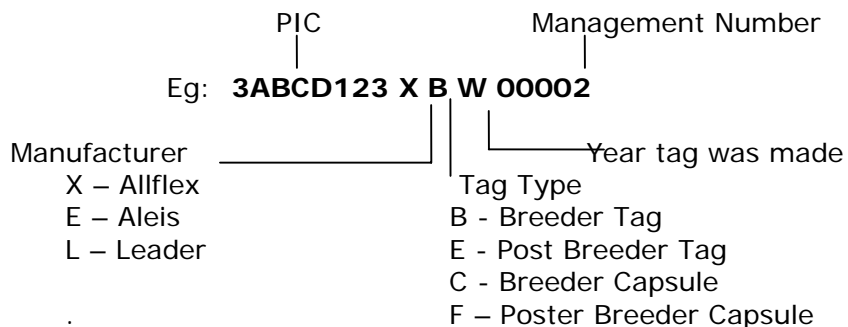 PIC Management Number
Eg: 3ABCD123 X B W 00002
Manufacturer Year tag was made
X – Allflex Tag Type
E – Aleis B - Breeder Tag
L – Leader E - Post Breeder Tag
C - Breeder Capsule
. F – Poster Breeder Capsule